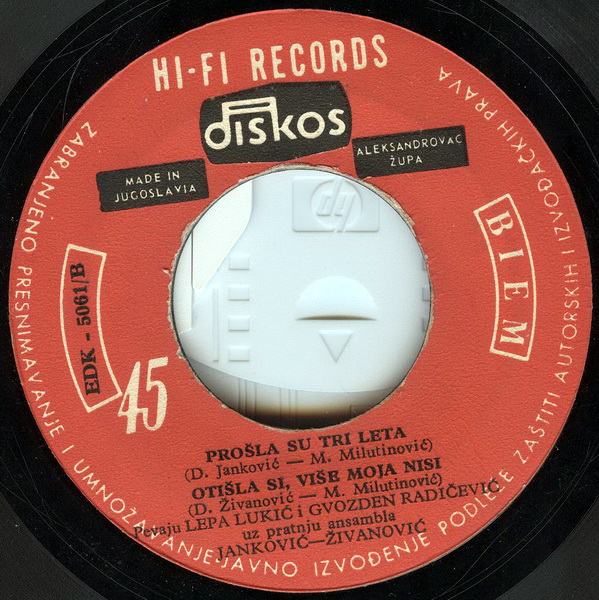 HI-FI RECORDS
diskos
MADE IN
JUGOSLAVIA
ALEKSANDROVAC
ŽUPA
BIEM
EDK - 5061/B
45
hp
PROŠLA SU TRI LETA
(D. Janković — M. Milutinović)
OTIŠLA SI, VIŠE MOJA NISI
(D. Živanović — M. Milutinović)
Pevaju LEPA LUKIĆ i GVOZDEN RADIČEVIĆ
uz pratnju ansambla
JANKOVIĆ—ŽIVANOVIĆ
ZABRANJENO PRESNIMAVANJE I UMNOŽAVANJE-JAVNO IZVOĐENJE PODLEŽE ZAŠTITI AUTORSKIH I IZVOĐAČKIH PRAVA